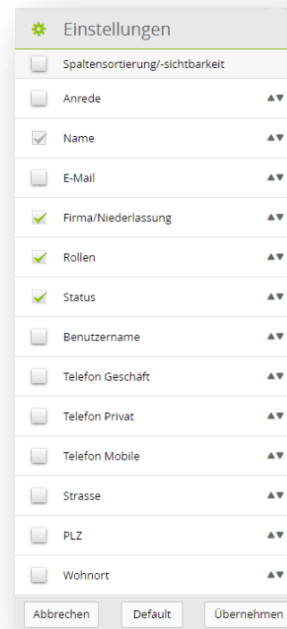 Einstellungen
Spaltensortierung/-sichtbarkeit
Anrede
Name
E-Mail
Firma/Niederlassung
Rollen
Status
Benutzername
Telefon Geschäft
Telefon Privat
Telefon Mobile
Strasse
PLZ
Wohnort
Abbrechen Default Übernehmen